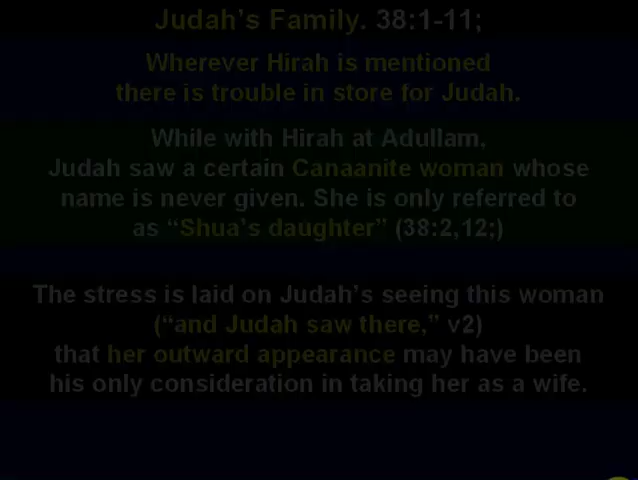 Judah's Family. 38:1-11;
Wherever Hirah is mentioned
there is trouble in store for Judah.
While with Hirah at Adullam,
Judah saw a certain Canaanite woman whose
name is never given. She is only referred to
as “Shua's daughter” (38:2,12;)
The stress is laid on Judah's seeing this woman
(“and Judah saw there,” v2)
that her outward appearance may have been
his only consideration in taking her as a wife.